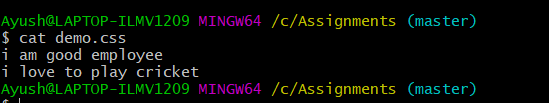 Ayush@LAPTOP-ILMV1209 MINGW64 /c/Assignments (master)
$ cat demo.css
i am good employee
i love to play cricket
Ayush@LAPTOP-ILMV1209 MINGW64 /c/Assignments (master)
$